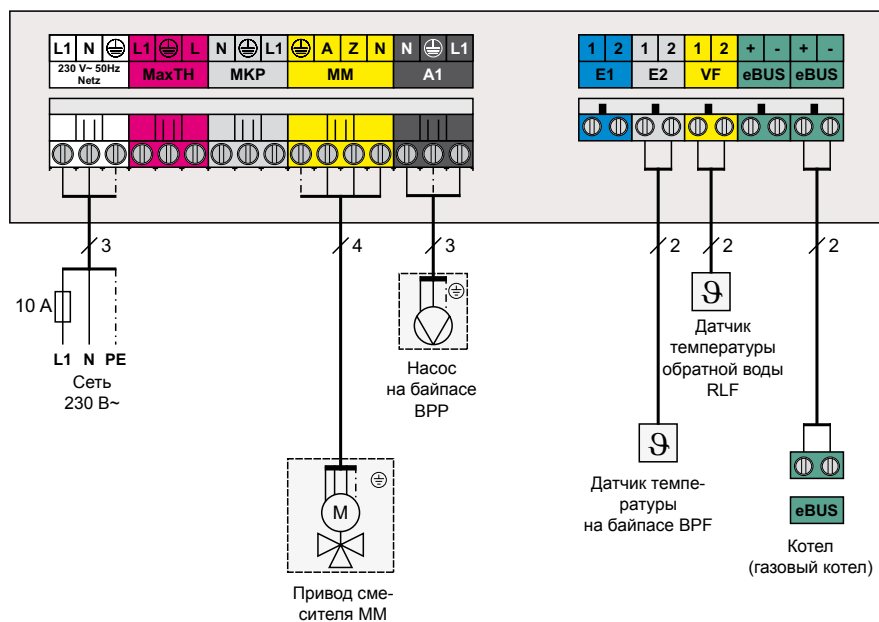 L1 N L1 L N L1 A Z N N L1 1 2 1 2 1 2 + - + -
230 V~ 50Hz
Netz
MaxTH MKP MM A1 E1 E2 VF eBUS eBUS
3 4 3 2 2 2
10 A
L1 N PE
Сеть
230 В~
Насос
на байпасе
BPP
ϑ
Датчик
температуры
обратной воды
RLF
ϑ
Датчик темпе-
ратуры
на байпасе BPF
M
Привод сме-
сителя MM
eBUS
Котел
(газовый котел)